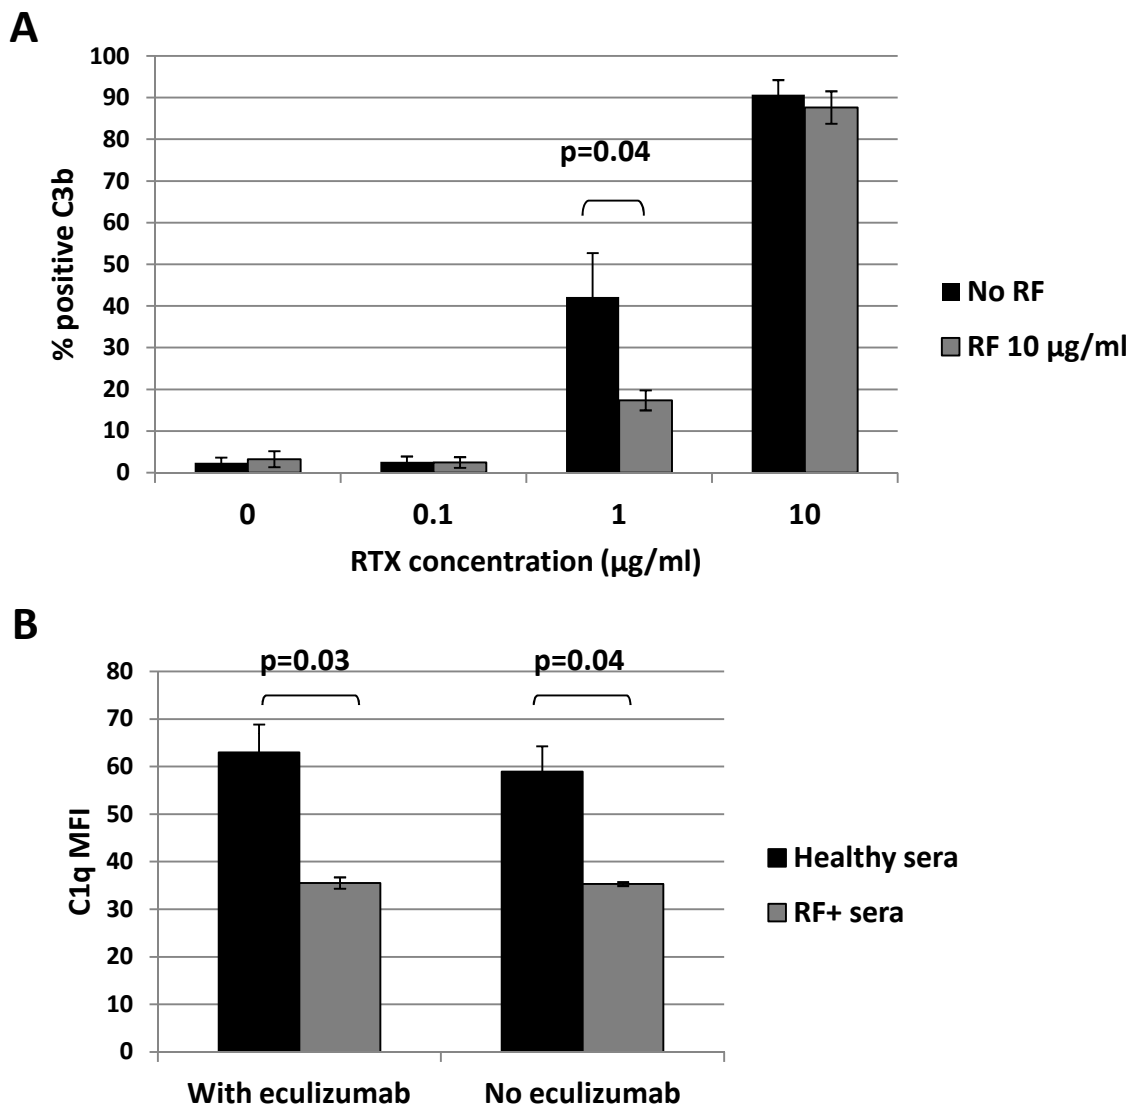 A
100
90
80
70
60
50
40
30
20
10
0
% positive C3b
p=0.04
No RF
RF 10 µg/ml
0 0.1 1 10
RTX concentration (µg/ml)
B
80
70
60
50
40
30
20
10
0
C1q MFI
p=0.03 p=0.04
Healthy sera
RF+ sera
With eculizumab No eculizumab